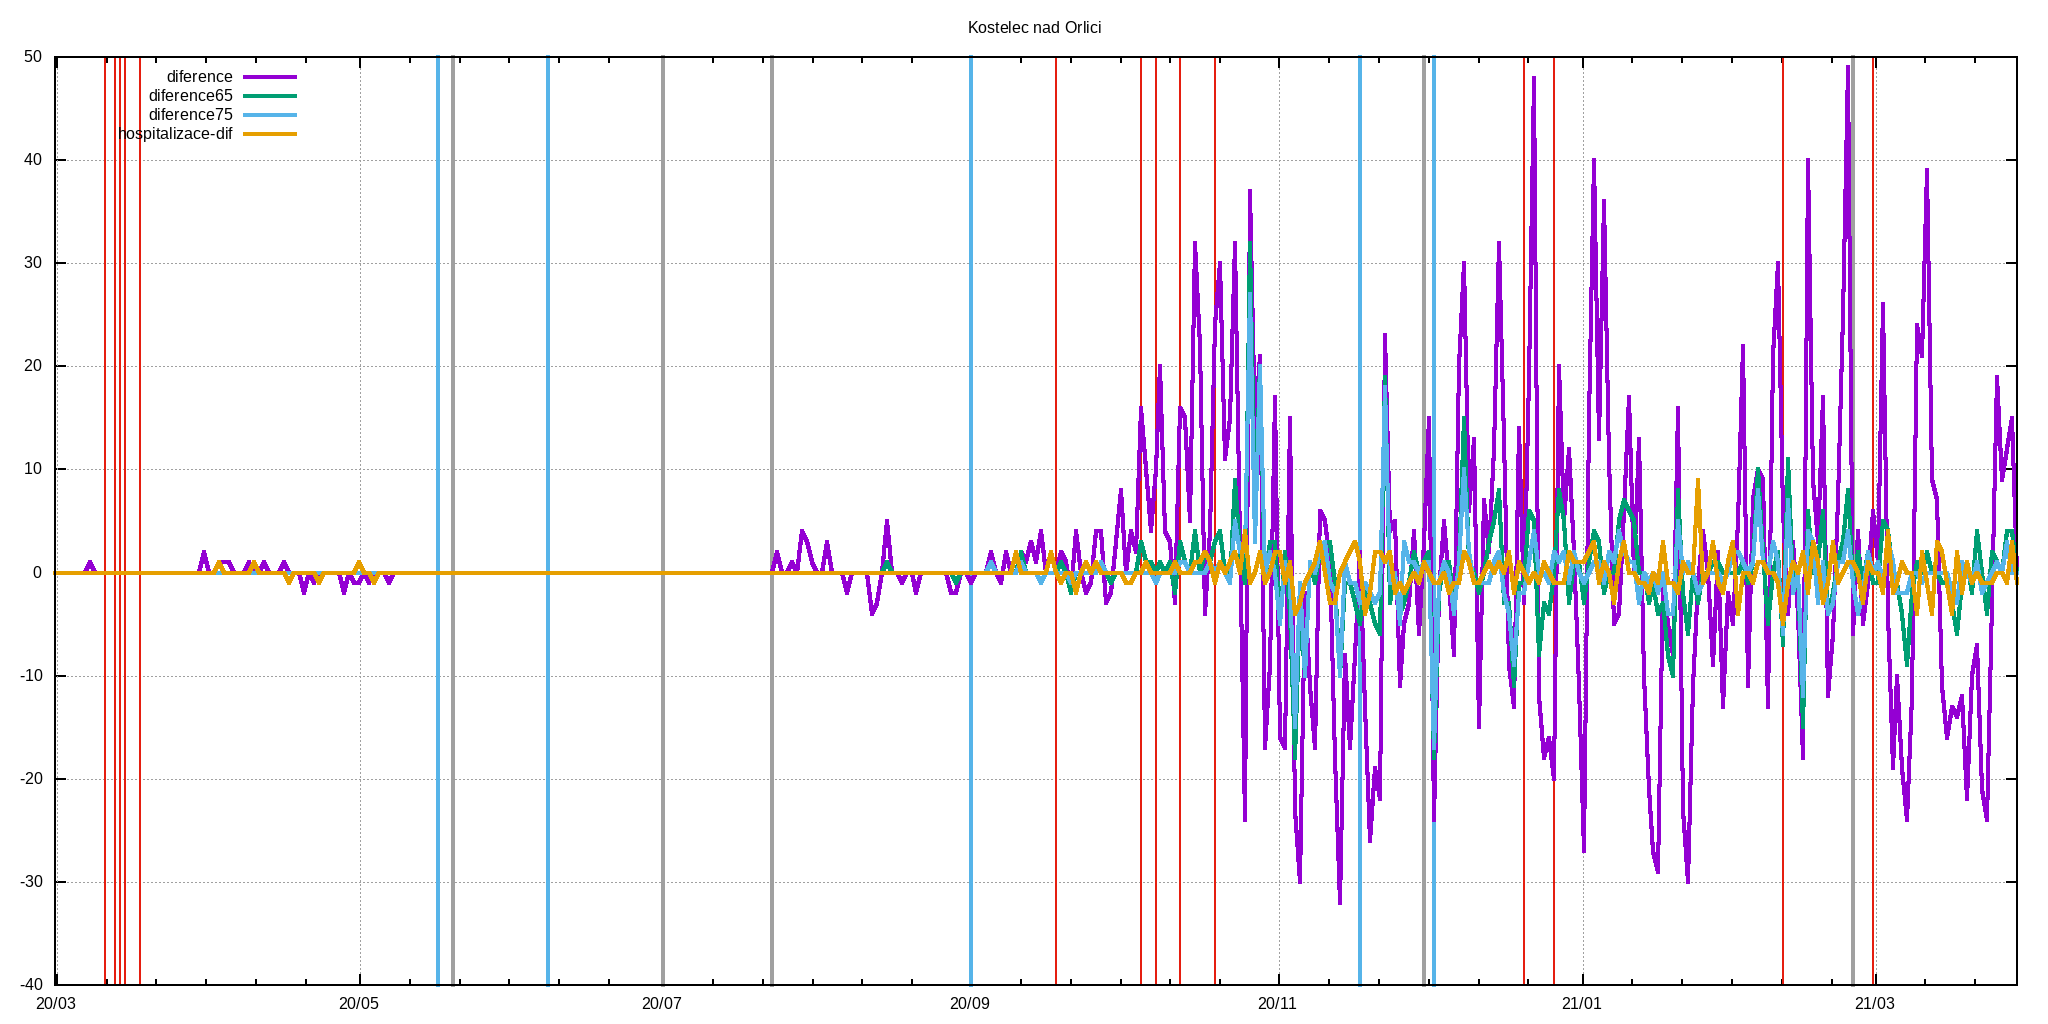 Kostelec nad Orlici
50
40
30
20
10
0
-10
-20
-30
-40
diference
diference65
diference75
hospitalizace-dif
20/03 20/05 20/07 20/09 20/11 21/01 21/03